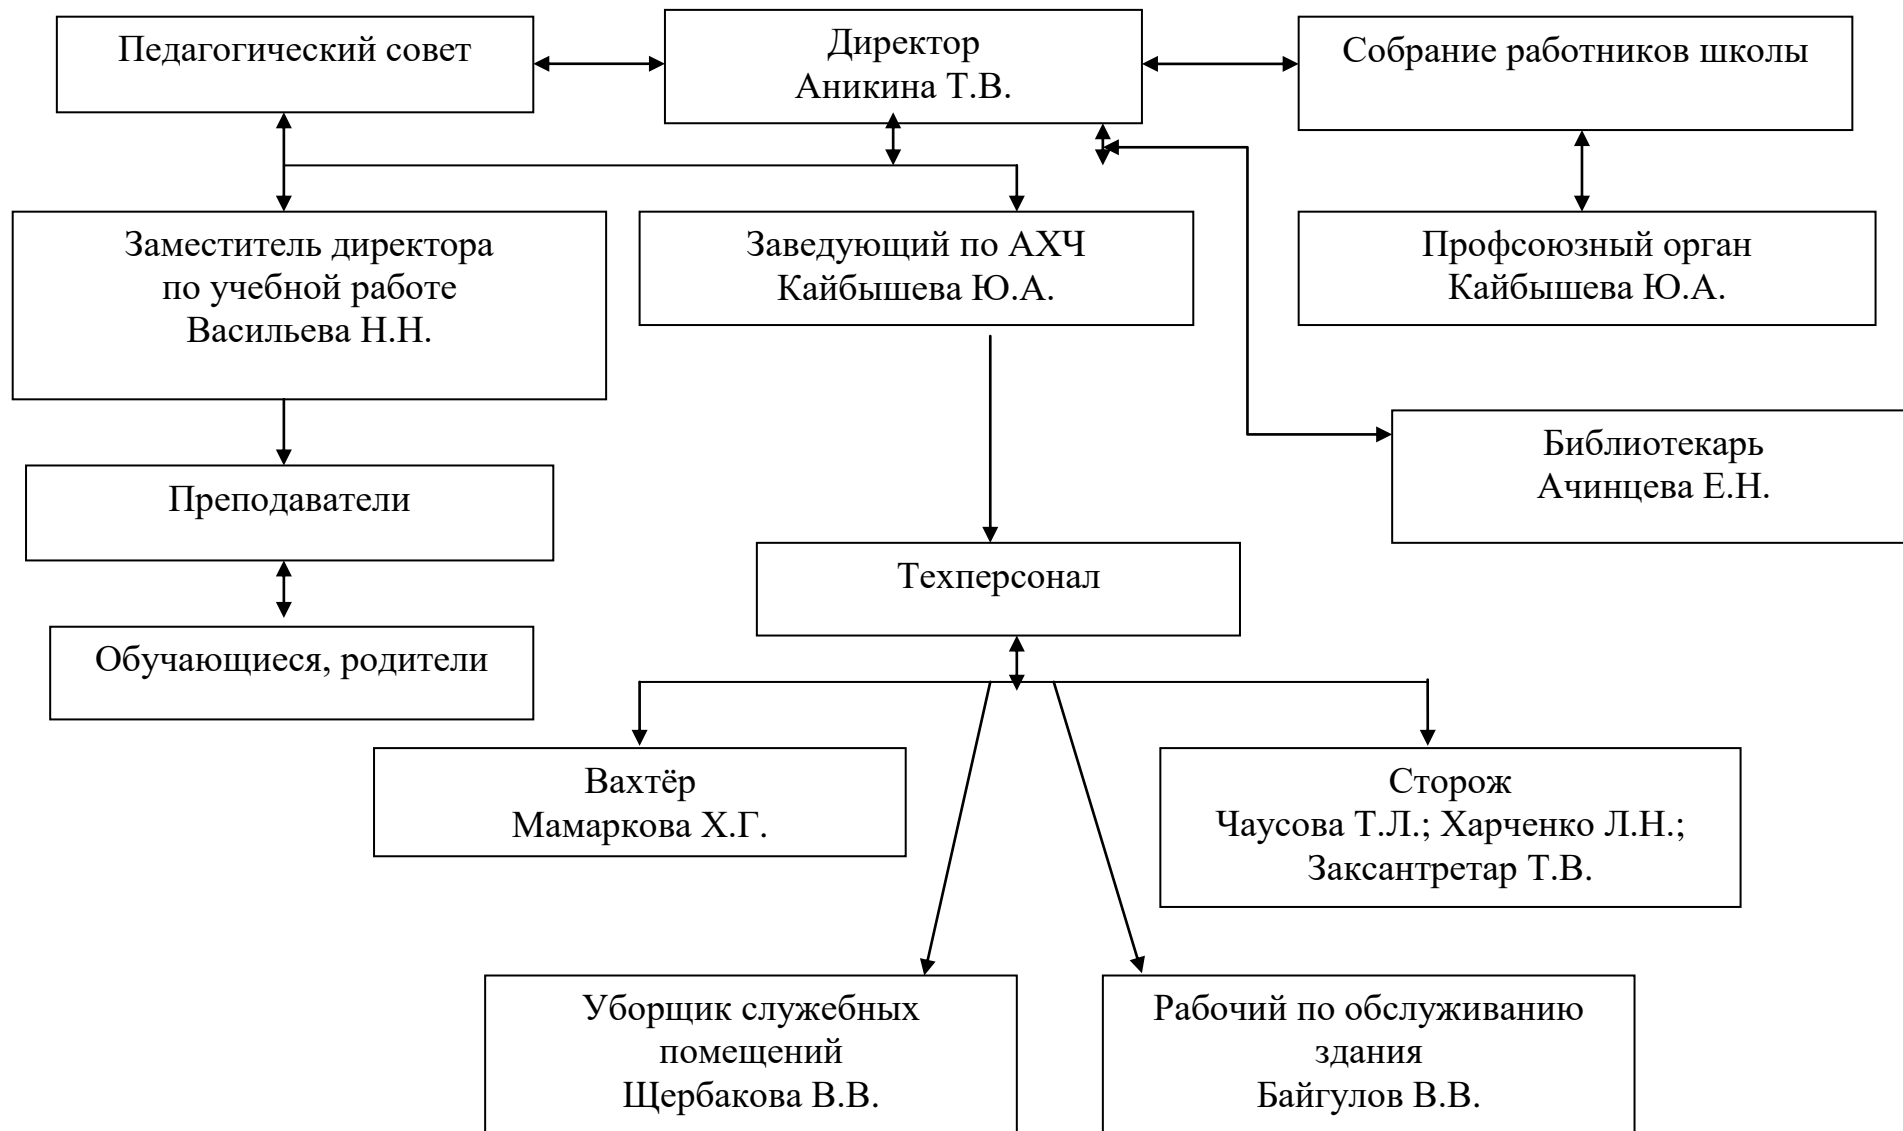 Педагогический совет
Директор
Аникина Т.В.
Собрание работников школы
Заместитель директора
по учебной работе
Васильева Н.Н.
Заведующий по АХЧ
Кайбышева Ю.А.
Профсоюзный орган
Кайбышева Ю.А.
Библиотекарь
Ачинцева Е.Н.
Преподаватели
Техперсонал
Обучающиеся, родители
Вахтёр
Мамаркова Х.Г.
Сторож
Чаусова Т.Л.; Харченко Л.Н.;
Заксантретар Т.В.
Уборщик служебных
помещений
Щербакова В.В.
Рабочий по обслуживанию
здания
Байгулов В.В.